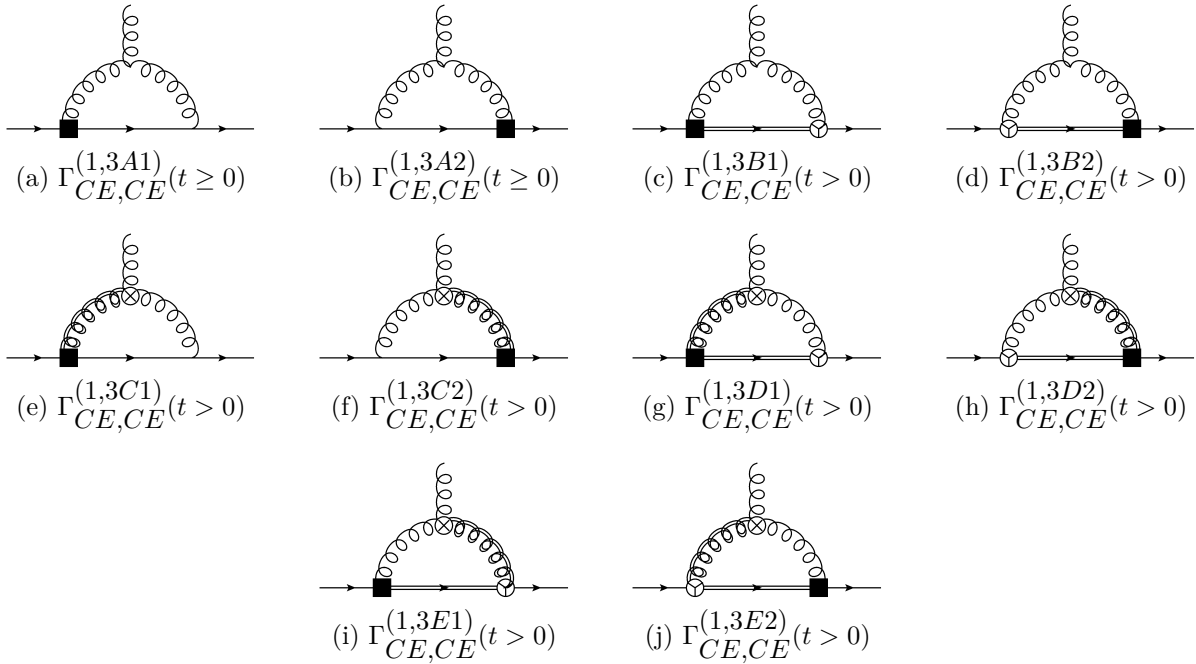 (a) Γ^{(1,3A1)}_{CE,CE}(t ≥ 0) (b) Γ^{(1,3A2)}_{CE,CE}(t ≥ 0) (c) Γ^{(1,3B1)}_{CE,CE}(t > 0) (d) Γ^{(1,3B2)}_{CE,CE}(t > 0)
(e) Γ^{(1,3C1)}_{CE,CE}(t > 0) (f) Γ^{(1,3C2)}_{CE,CE}(t > 0) (g) Γ^{(1,3D1)}_{CE,CE}(t > 0) (h) Γ^{(1,3D2)}_{CE,CE}(t > 0)
(i) Γ^{(1,3E1)}_{CE,CE}(t > 0) (j) Γ^{(1,3E2)}_{CE,CE}(t > 0)